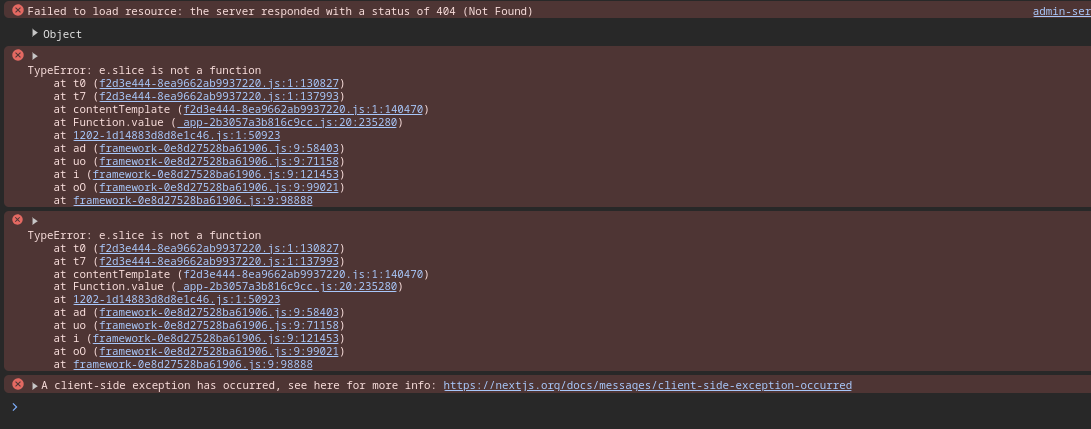 Failed to load resource: the server responded with a status of 404 (Not Found) admin-ser
Object
TypeError: e.slice is not a function
at t0 (f2d3e444-8ea9662ab9937220.js:1:130827)
at t7 (f2d3e444-8ea9662ab9937220.js:1:137993)
at contentTemplate (f2d3e444-8ea9662ab9937220.js:1:140470)
at Function.value (_app-2b3057a3b816c9cc.js:20:235280)
at 1202-1d14883d8d8e1c46.js:1:50923
at ad (framework-0e8d27528ba61906.js:9:58403)
at uo (framework-0e8d27528ba61906.js:9:71158)
at i (framework-0e8d27528ba61906.js:9:121453)
at oO (framework-0e8d27528ba61906.js:9:99021)
at framework-0e8d27528ba61906.js:9:98888
TypeError: e.slice is not a function
at t0 (f2d3e444-8ea9662ab9937220.js:1:130827)
at t7 (f2d3e444-8ea9662ab9937220.js:1:137993)
at contentTemplate (f2d3e444-8ea9662ab9937220.js:1:140470)
at Function.value (_app-2b3057a3b816c9cc.js:20:235280)
at 1202-1d14883d8d8e1c46.js:1:50923
at ad (framework-0e8d27528ba61906.js:9:58403)
at uo (framework-0e8d27528ba61906.js:9:71158)
at i (framework-0e8d27528ba61906.js:9:121453)
at oO (framework-0e8d27528ba61906.js:9:99021)
at framework-0e8d27528ba61906.js:9:98888
A client-side exception has occurred, see here for more info: https://nextjs.org/docs/messages/client-side-exception-occurred